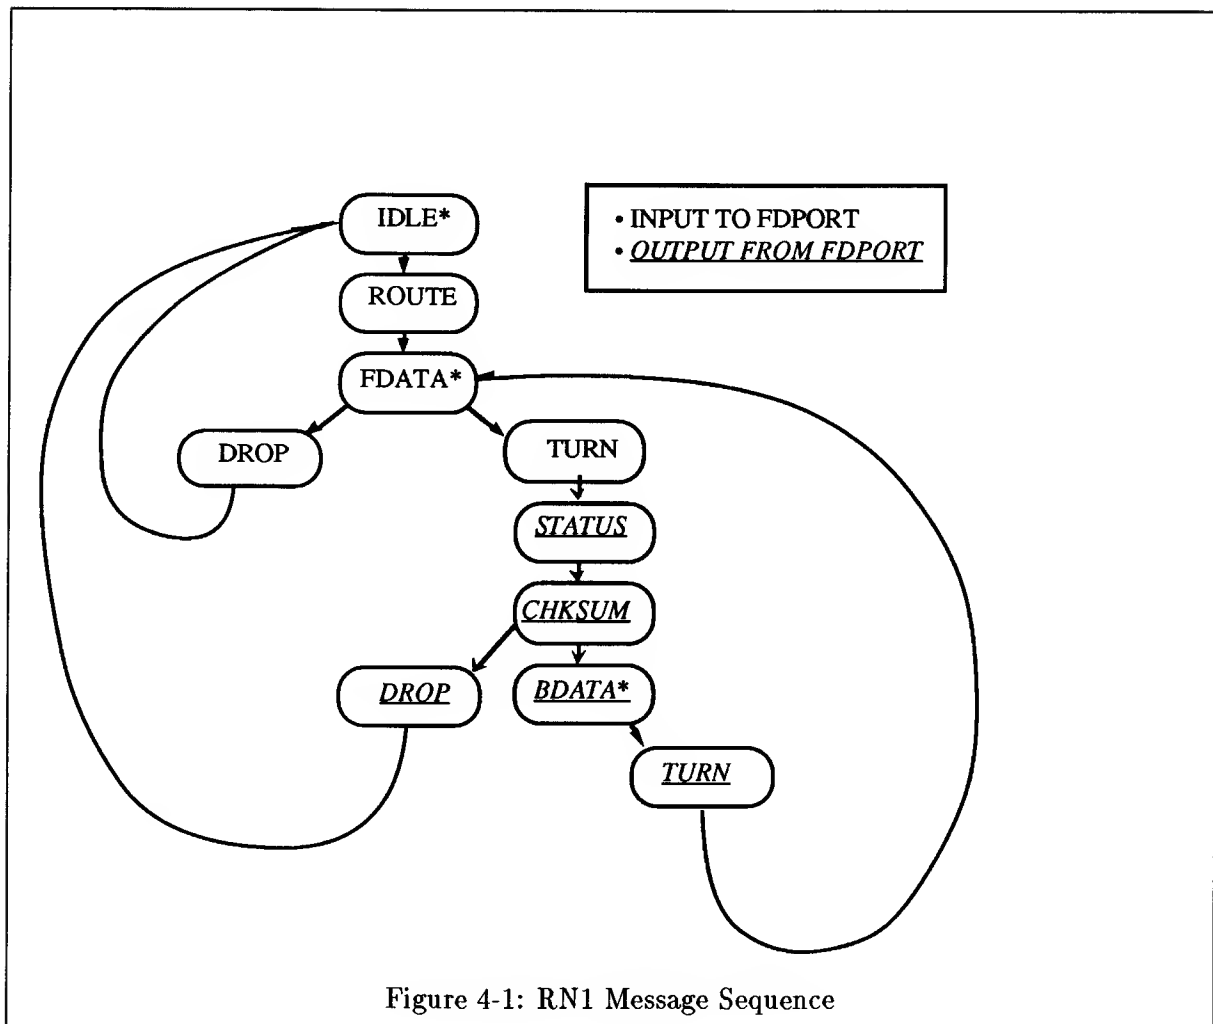 IDLE*
• INPUT TO FDPORT
• OUTPUT FROM FDPORT
ROUTE
FDATA*
DROP
TURN
STATUS
CHKSUM
DROP
BDATA*
TURN
Figure 4-1: RN1 Message Sequence